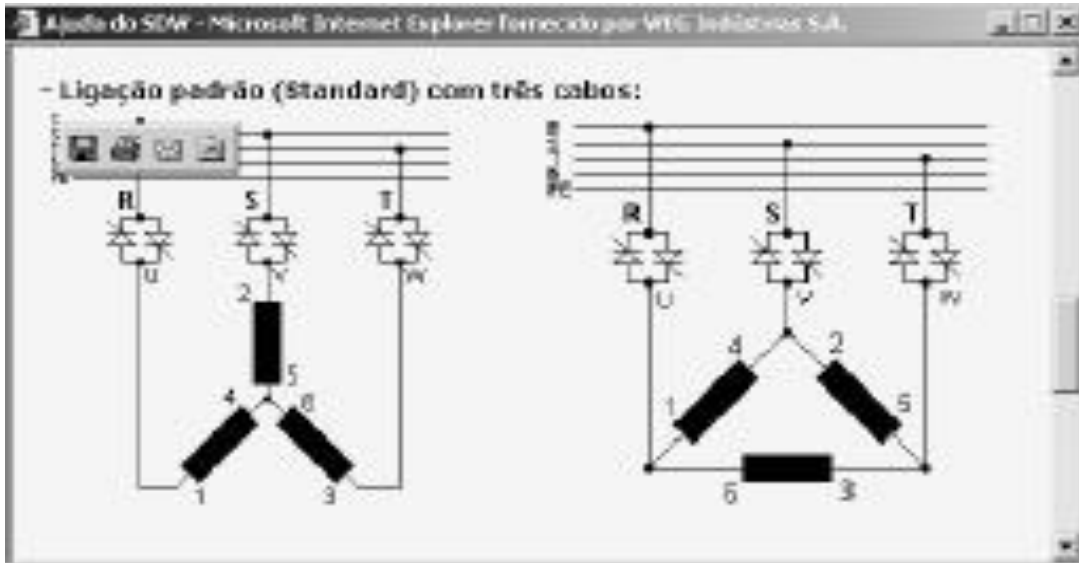 Ajuda do SDW - Microsoft Internet Explorer fornecido por WEG Indústrias S.A.
- Ligação padrão (Standard) com três cabos:
R S T
R S T
U V W
U V W
2
5
4 6
1 3
4 2
1 5
6 3